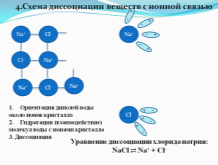 4.Схема диссоциации веществ с ионной связью
Na⁺ Cl⁻ Na⁺
Cl⁻ Na⁺
Na⁺ Cl⁻ Na⁺
1. Ориентация диполей воды
около ионов кристалла
2. Гидратация (взаимодействие)
молекул воды с ионами кристалла
3. Диссоциация
Cl⁻
Уравнение диссоциации хлорида натрия:
NaCl ⇄ Na⁺ + Cl⁻